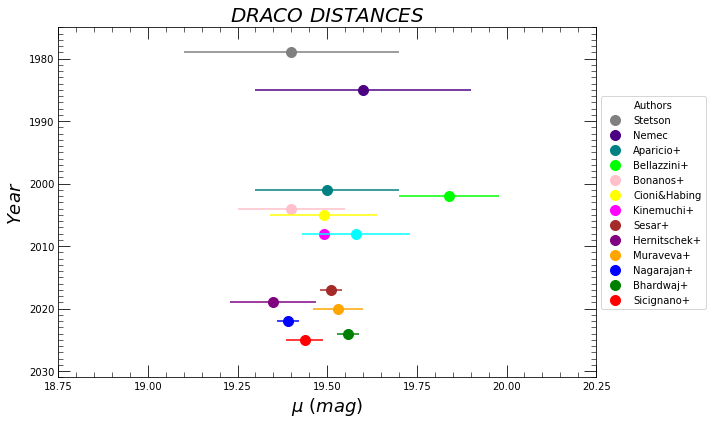 DRACO DISTANCES
Year
1980
1990
2000
2010
2020
2030
18.75 19.00 19.25 19.50 19.75 20.00 20.25
μ (mag)
Authors
Stetson
Nemec
Aparicio+
Bellazzini+
Bonanos+
Cioni&Habing
Kinemuchi+
Sesar+
Hernitschek+
Muraveva+
Nagarajan+
Bhardwaj+
Sicignano+